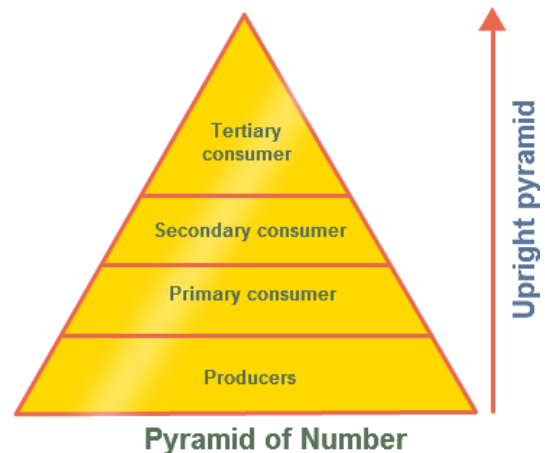 Tertiary
consumer
Secondary consumer
Primary consumer
Producers
Upright pyramid
Pyramid of Number